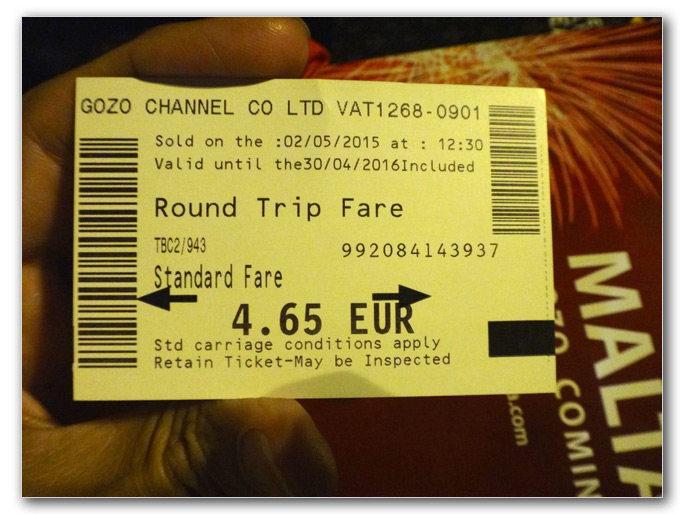 GOZO CHANNEL CO LTD VAT1268-0901
Sold on the :02/05/2015 at : 12:30
Valid until the30/04/2016Included
Round Trip Fare
TBC2/943
992084143937
Standard Fare
4.65 EUR
Std carriage conditions apply
Retain Ticket-May be Inspected
MALTA
COMIN
a.com